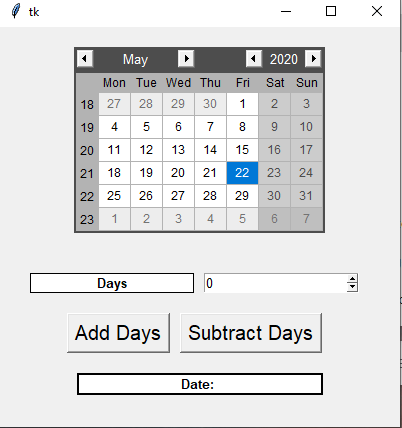 tk
May 2020
Mon Tue Wed Thu Fri Sat Sun
18 27 28 29 30 1 2 3
19 4 5 6 7 8 9 10
20 11 12 13 14 15 16 17
21 18 19 20 21 22 23 24
22 25 26 27 28 29 30 31
23 1 2 3 4 5 6 7
Days 0
Add Days Subtract Days
Date: